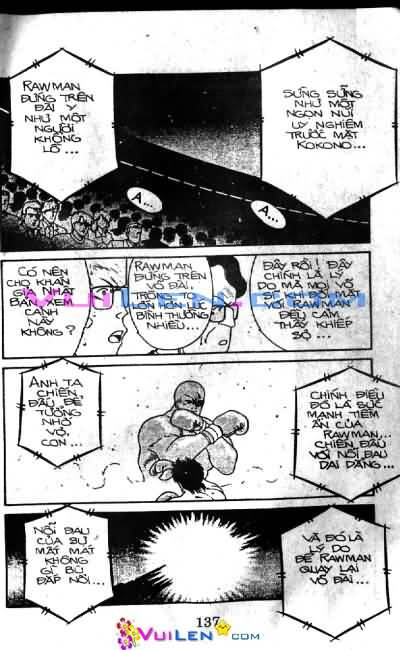 RAWMAN
ĐỨNG TRÊN
ĐÀI Ý
NHƯ MỘT
NGƯỜI
KHỔNG
LỒ...
SỪNG SỮNG
NHƯ MỘT
NGỌN NÚI
UY NGHIÊM
TRƯỚC MẶT
KOKONO...
A...
A...
CÓ NÊN
CHO KHÁN
GIẢ NHẬT
BẢN XEM
CẢNH
NÀY
KHÔNG?
RAWMAN
ĐỨNG TRÊN
VÕ ĐÀI,
BÌNH THƯỜNG
NHIỀU...
ĐÂY RỒI! ĐÂY
CHÍNH LÀ LÝ
DO MÀ MỌI VÕ
SĨ KHI ĐỐI MẶT
VỚI RAWMAN
ĐỀU CẢM
THẤY KHIẾP
SỢ...
VUILEN.COM
ANH TA
CHIẾN
ĐẤU ĐỂ
TƯỞNG
NHỚ
VỢ,
CON...
CHÍNH ĐIỀU
ĐÓ LÀ SỨC
MẠNH TIỀM
ẨN CỦA
RAWMAN...
CHIẾN ĐẤU
VỚI NỖI ĐAU
DAI DẲNG...
NỖI ĐAU
CỦA SỰ
MẤT MÁT
KHÔNG
GÌ BÙ
ĐẮP NỔI...
VÀ ĐÓ LÀ
LÝ DO
ĐỂ RAWMAN
QUAY LẠI
VÕ ĐÀI...
137
VUILEN.COM